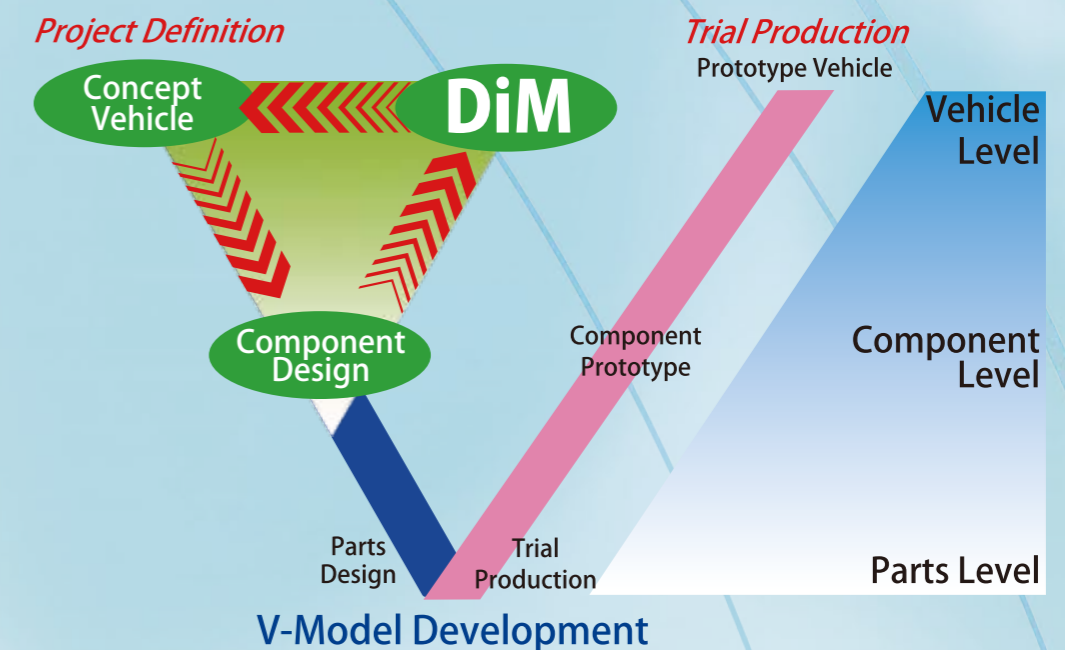 Project Definition
Trial Production
Prototype Vehicle
Concept
Vehicle
DiM
Vehicle
Level
Component
Design
Component
Prototype
Component
Level
Parts
Design
Trial
Production
Parts Level
V-Model Development